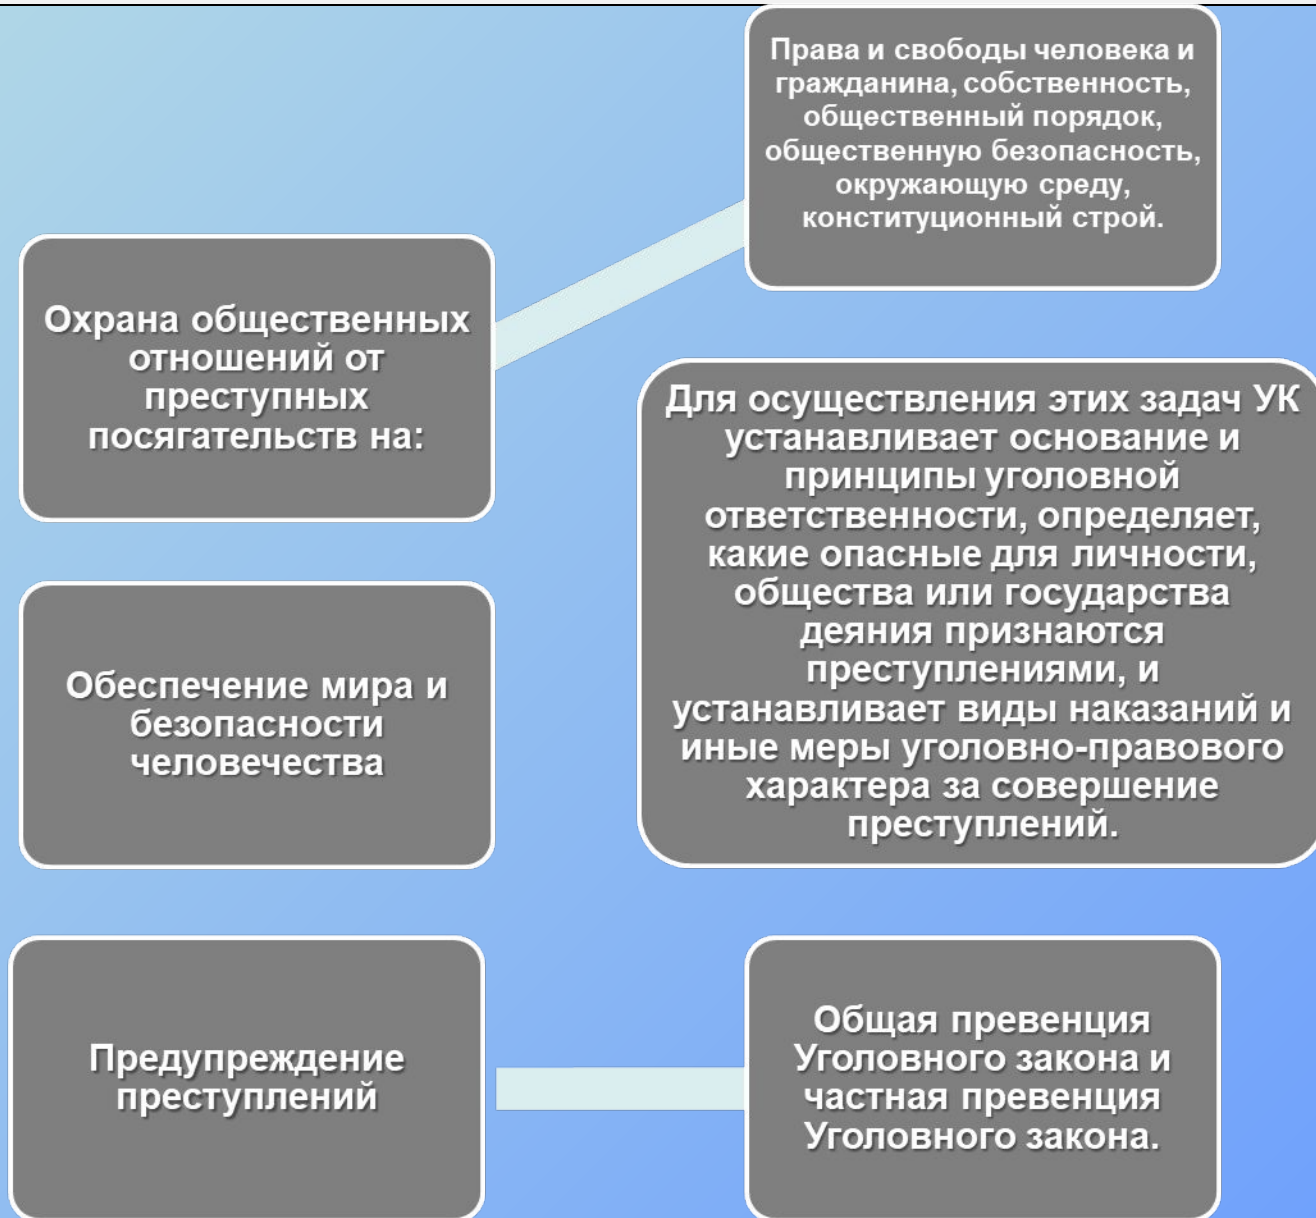 Права и свободы человека и
гражданина, собственность,
общественный порядок,
общественную безопасность,
окружающую среду,
конституционный строй.
Охрана общественных
отношений от
преступных
посягательств на:
Для осуществления этих задач УК
устанавливает основание и
принципы уголовной
ответственности, определяет,
какие опасные для личности,
общества или государства
деяния признаются
преступлениями, и
устанавливает виды наказаний и
иные меры уголовно-правового
характера за совершение
преступлений.
Обеспечение мира и
безопасности
человечества
Предупреждение
преступлений
Общая превенция
Уголовного закона и
частная превенция
Уголовного закона.